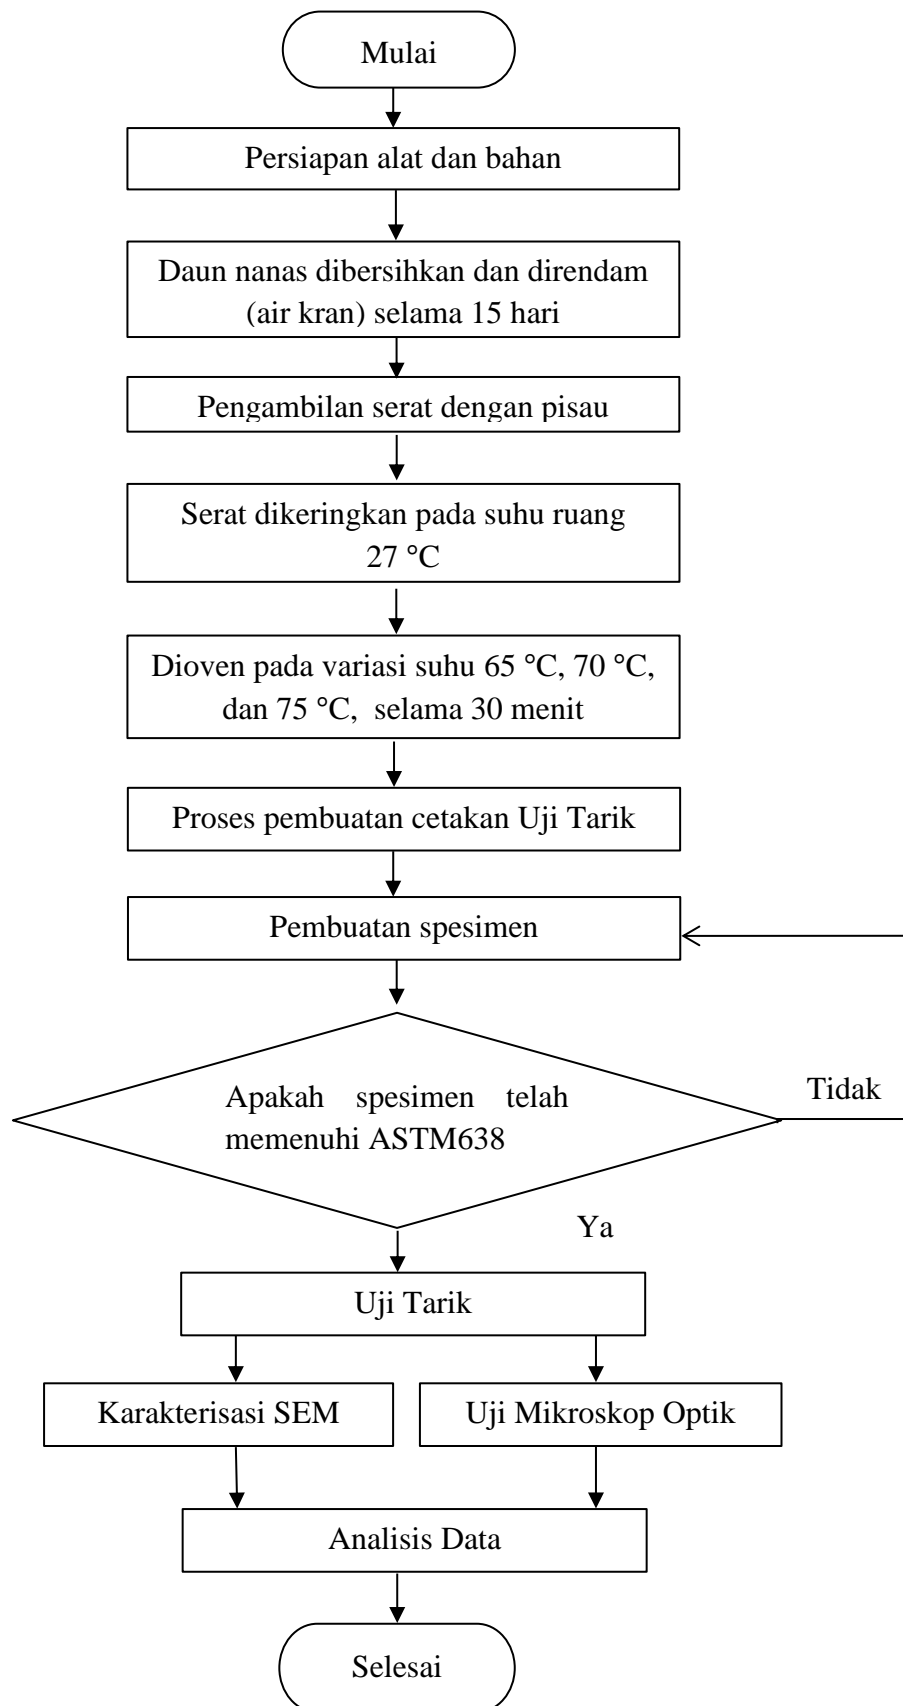 Mulai
Persiapan alat dan bahan
Daun nanas dibersihkan dan direndam
(air kran) selama 15 hari
Pengambilan serat dengan pisau
Serat dikeringkan pada suhu ruang
27 °C
Dioven pada variasi suhu 65 °C, 70 °C,
dan 75 °C, selama 30 menit
Proses pembuatan cetakan Uji Tarik
Pembuatan spesimen
Apakah spesimen telah
memenuhi ASTM638
Tidak
Ya
Uji Tarik
Karakterisasi SEM
Uji Mikroskop Optik
Analisis Data
Selesai